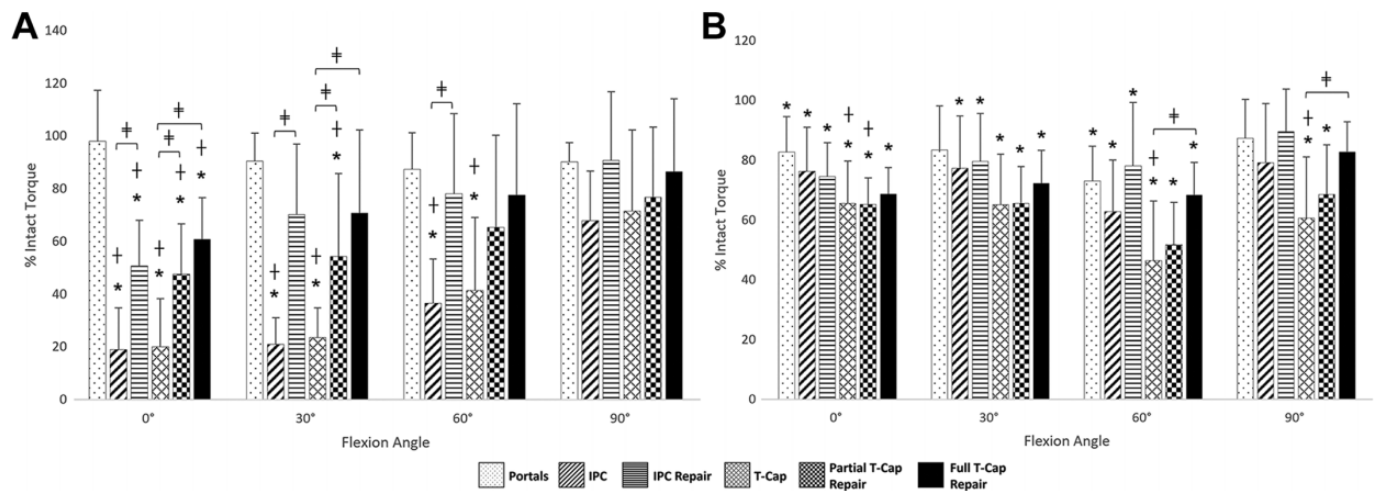 A
140
120
100
80
60
40
20
0
% Intact Torque
ǂ ǂ ǂ ǂ ǂ ǂ ǂ
† * † * † * † * † *
† * † * † *
† * † *
0° 30° 60° 90°
Flexion Angle
B
120
100
80
60
40
20
0
% Intact Torque
ǂ ǂ
* * * † * † * *
* * * * *
* * * † * * *
† * *
0° 30° 60° 90°
Flexion Angle
Portals IPC IPC Repair T-Cap Partial T-Cap Repair Full T-Cap Repair